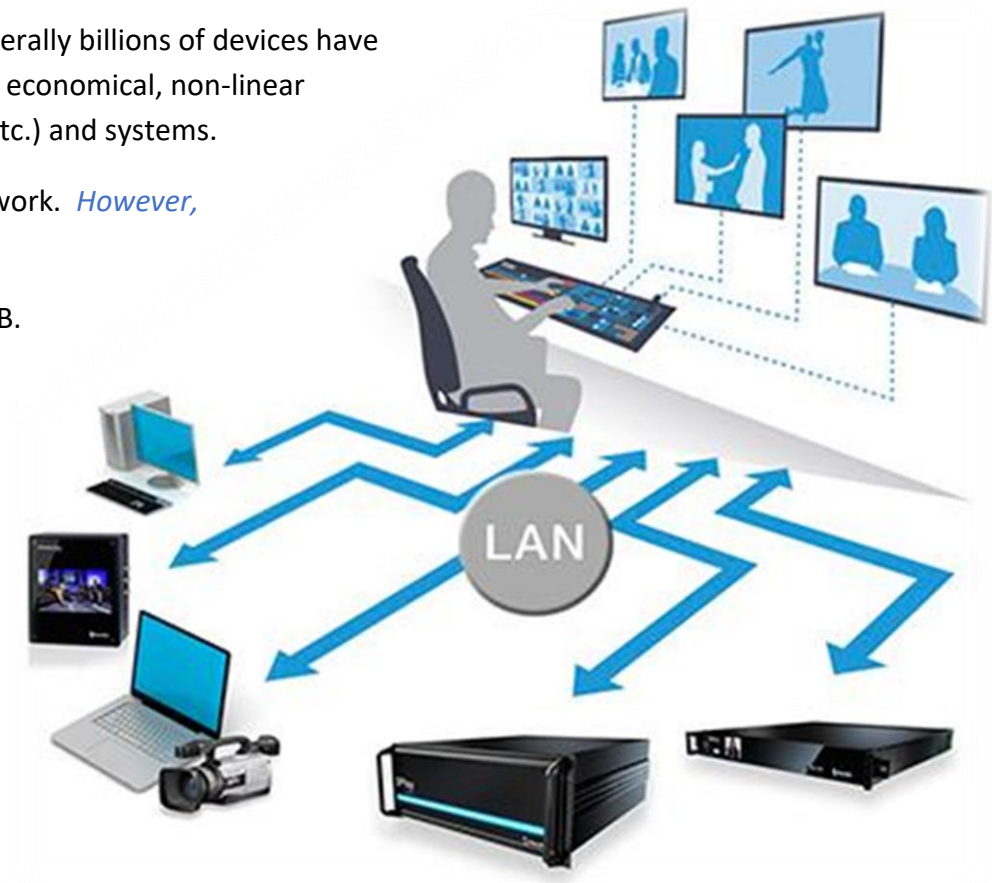 erally billions of devices have
economical, non-linear
tc.) and systems.
work.  However,
B.
LAN